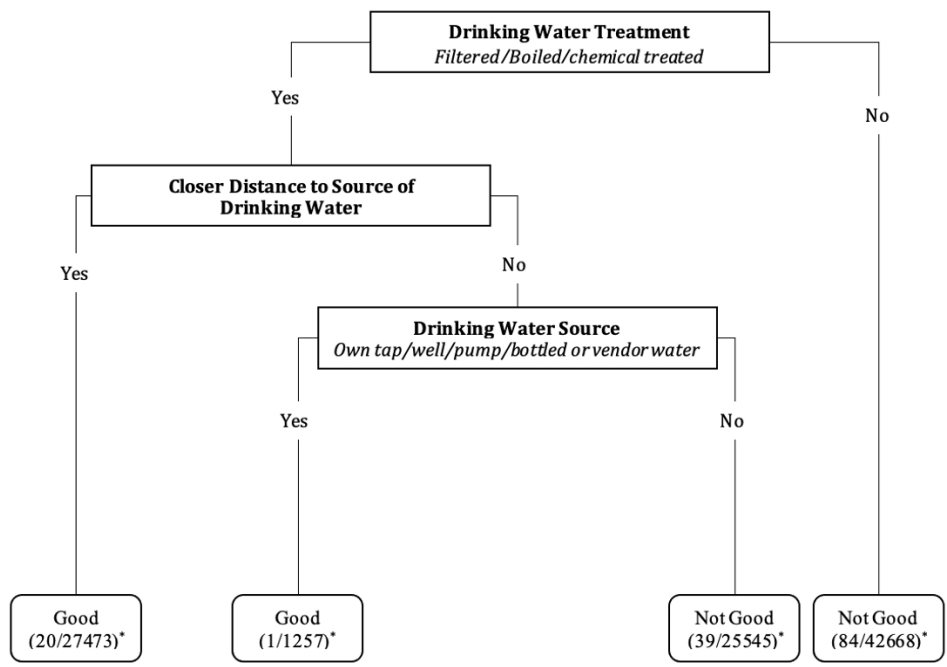 Drinking Water Treatment
Filtered/Boiled/chemical treated
Yes
No
Closer Distance to Source of
Drinking Water
Yes
No
Drinking Water Source
Own tap/well/pump/bottled or vendor water
Yes
No
Good
(20/27473)*
Good
(1/1257)*
Not Good
(39/25545)*
Not Good
(84/42668)*